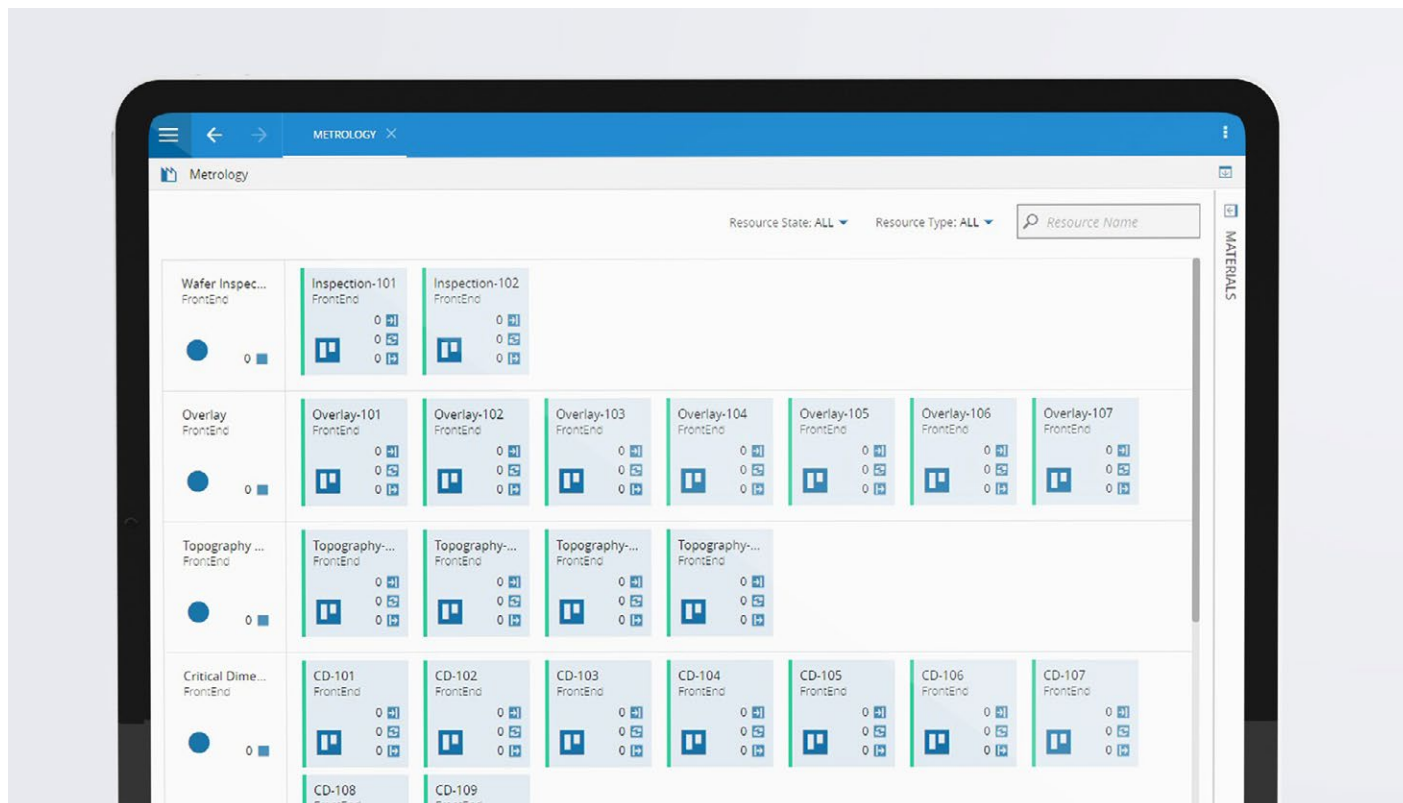 METROLOGY
Metrology
Resource State: ALL Resource Type: ALL Resource Name
MATERIALS
Wafer Inspec...
FrontEnd
0
Inspection-101
FrontEnd
0
0
0
Inspection-102
FrontEnd
0
0
0
Overlay
FrontEnd
0
Overlay-101
FrontEnd
0
0
0
Overlay-102
FrontEnd
0
0
0
Overlay-103
FrontEnd
0
0
0
Overlay-104
FrontEnd
0
0
0
Overlay-105
FrontEnd
0
0
0
Overlay-106
FrontEnd
0
0
0
Overlay-107
FrontEnd
0
0
0
Topography ...
FrontEnd
0
Topography-...
FrontEnd
0
0
0
Topography-...
FrontEnd
0
0
0
Topography-...
FrontEnd
0
0
0
Topography-...
FrontEnd
0
0
0
Critical Dime...
FrontEnd
0
CD-101
FrontEnd
0
0
0
CD-102
FrontEnd
0
0
0
CD-103
FrontEnd
0
0
0
CD-104
FrontEnd
0
0
0
CD-105
FrontEnd
0
0
0
CD-106
FrontEnd
0
0
0
CD-107
FrontEnd
0
0
0
CD-108
CD-109